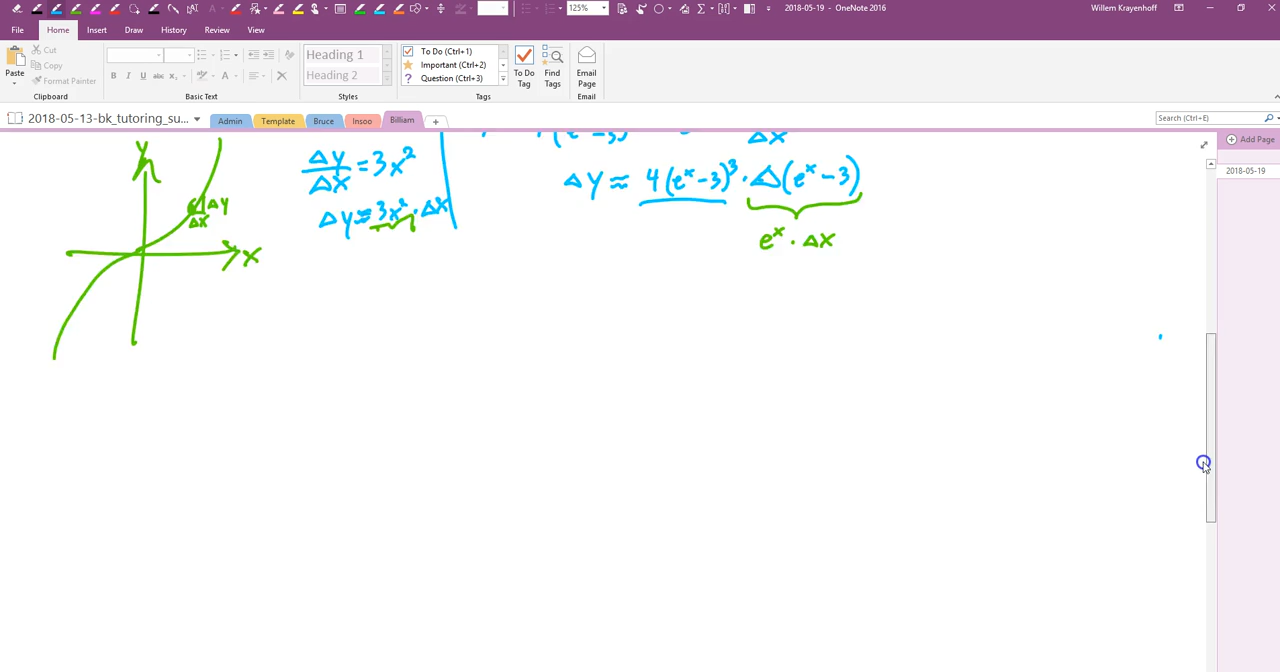 2018-05-19 - OneNote 2016
Willem Krayenhoff
125%
File Home Insert Draw History Review View
Paste
Cut
Copy
Format Painter
Clipboard
B I U abc x₂ A
Basic Text
Heading 1
Heading 2
Styles
To Do (Ctrl+1)
Important (Ctrl+2)
Question (Ctrl+3)
Tags
To Do Tag
Find Tags
Email Page
Email
2018-05-13-bk_tutoring_su...
Admin Template Bruce Insoo Billiam
Search (Ctrl+E)
Add Page
2018-05-19
y
x
Δy
Δx
Δy/Δx = 3x²
Δy = 3x² · Δx
Δx
Δy ≈ 4(eˣ-3)³ · Δ(eˣ-3)
eˣ · Δx